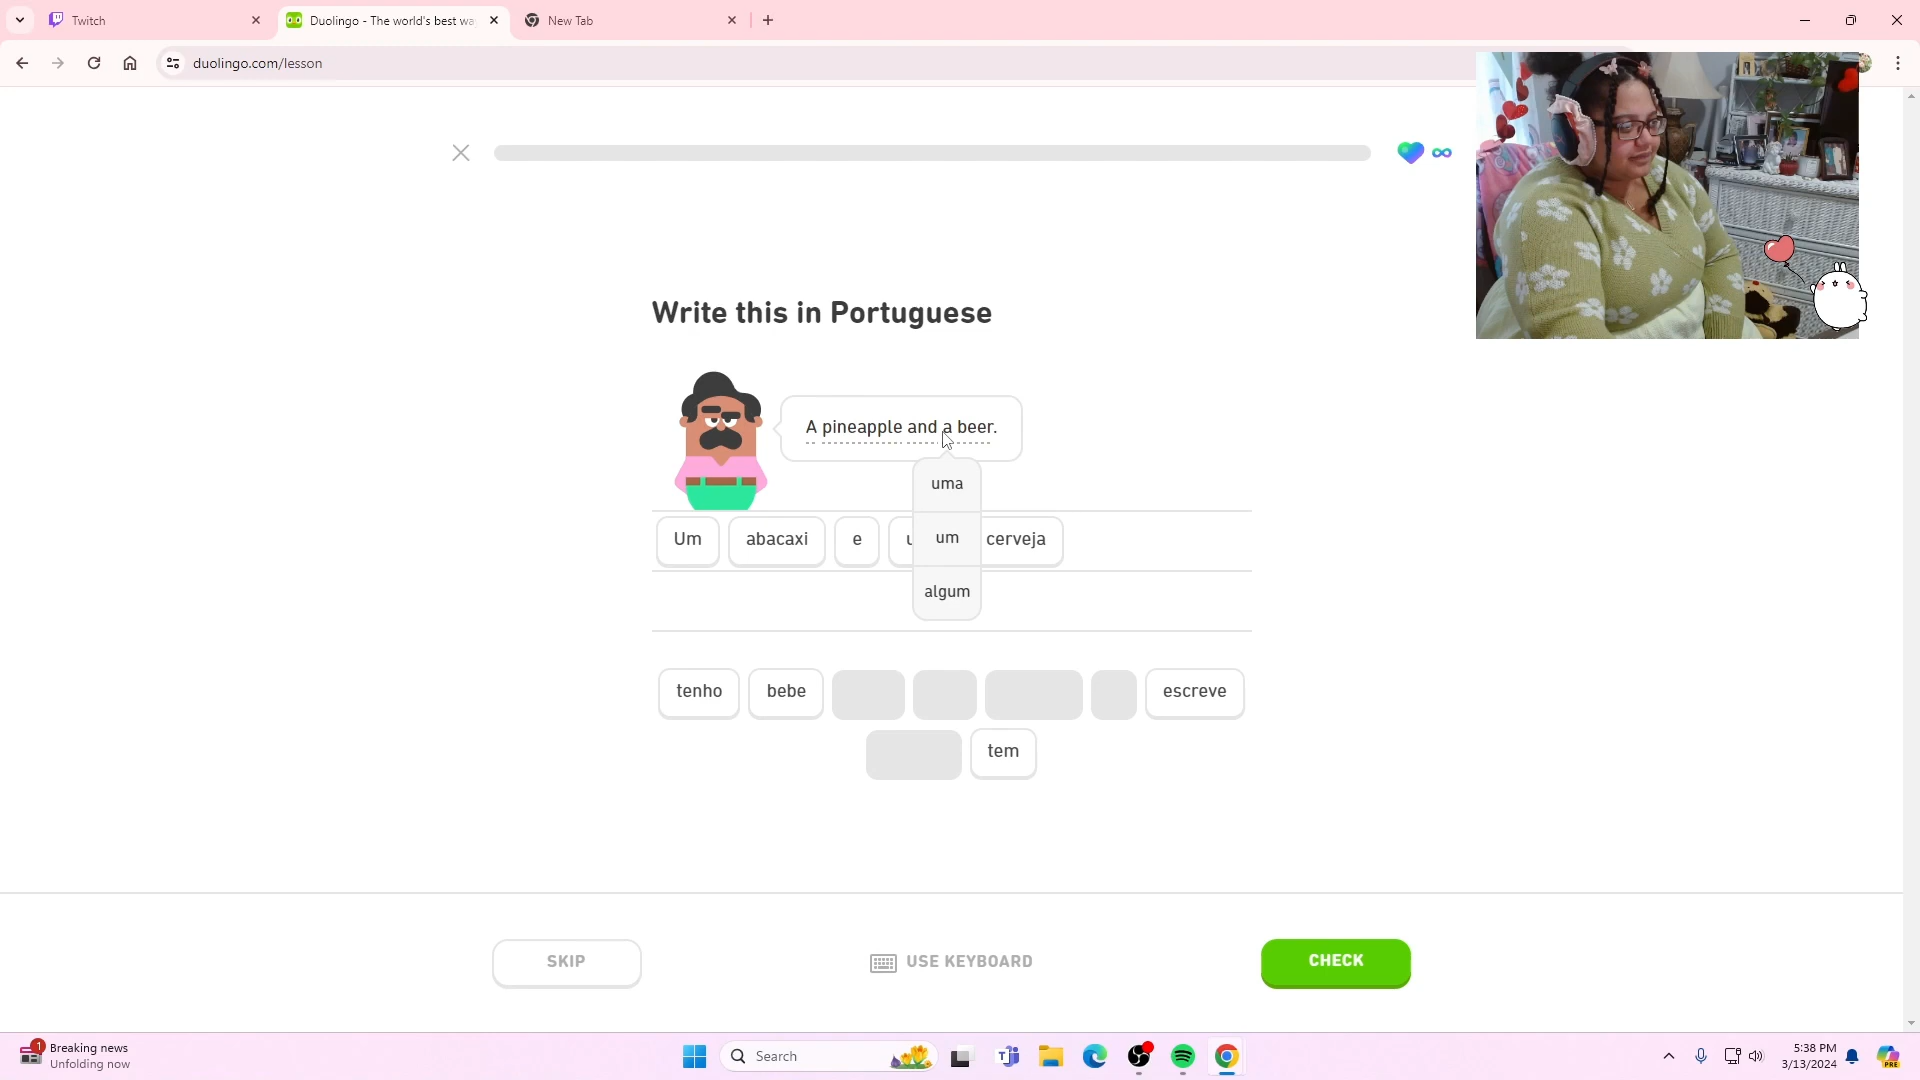 Twitch
Duolingo - The world's best wa
New Tab
duolingo.com/lesson
Write this in Portuguese
A pineapple and a beer.
uma
um
algum
Um abacaxi e cerveja
tenho bebe escreve
tem
SKIP
USE KEYBOARD
CHECK
1
Breaking news
Unfolding now
Search
5:38 PM
3/13/2024
PRE